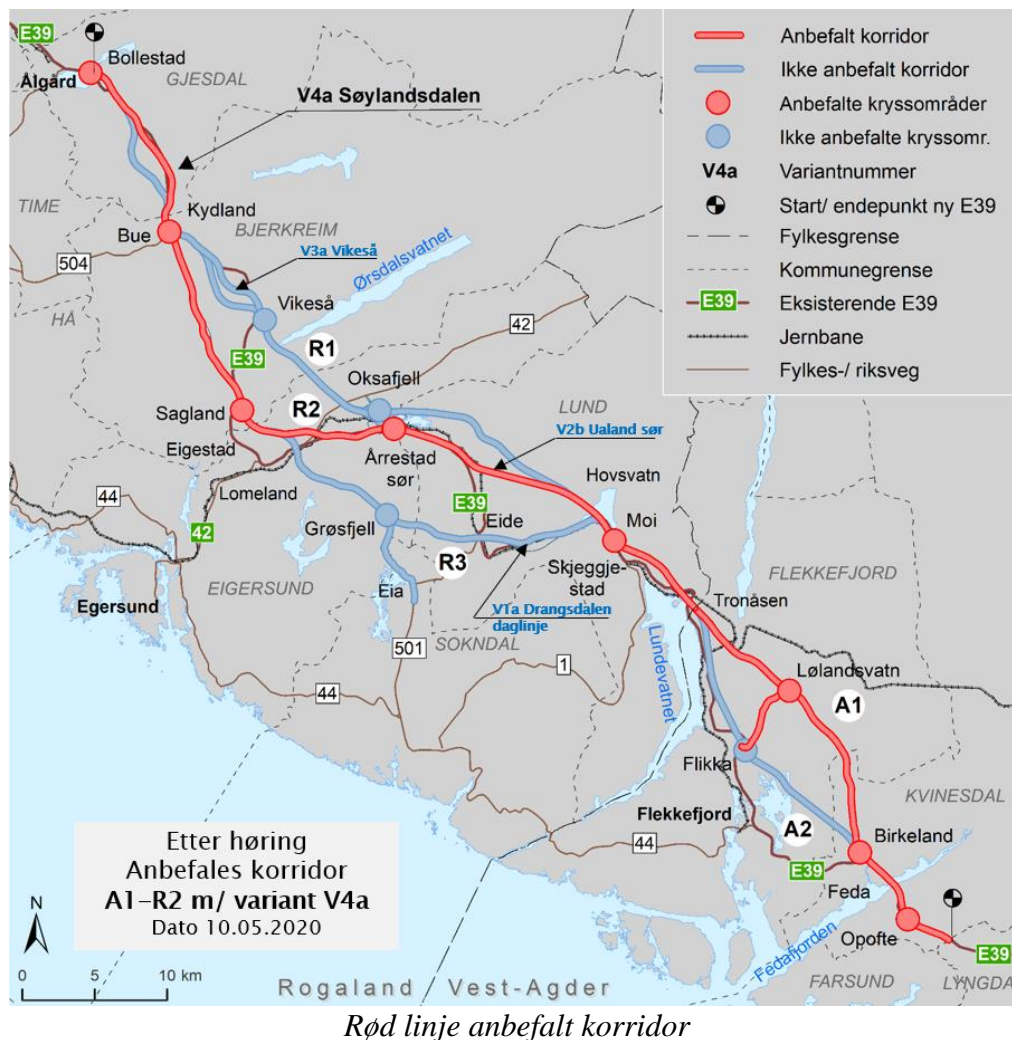 E39
Bollestad
Ålgård
GJESDAL
V4a Søylandsdalen
TIME
Kydland
Bue
BJERKREIM
504
V3a Vikeså
Ørsdalsvatnet
HÅ
Vikeså
42
E39
R1
Oksafjell
Sagland
R2
LUND
V2b Ualand sør
Eigestad
Årrestad
sør
Hovsvatn
44
Lomeland
E39
Eide
Moi
42
Grøsfjell
R3
Skjeggje-
stad
FLEKKEFJORD
EIGERSUND
Eia
Tronåsen
Egersund
V1a Drangsdalen
daglinje
SOKNDAL
501
1
Lundevatnet
Lølandsvatn
44
A1
Flikka
KVINESDAL
Flekkefjord
A2
Birkeland
44
E39
Feda
Opofte
E39
Fedafjorden
FARSUND
LYNGDA
Rogaland Vest-Agder
Anbefalt korridor
Ikke anbefalt korridor
Anbefalte kryssområder
Ikke anbefalte kryssomr.
V4a Variantnummer
Start/ endepunkt ny E39
Fylkesgrense
Kommunegrense
E39 Eksisterende E39
Jernbane
Fylkes-/ riksveg
Etter høring
Anbefales korridor
A1-R2 m/ variant V4a
Dato 10.05.2020
N
0 5 10 km
Rød linje anbefalt korridor